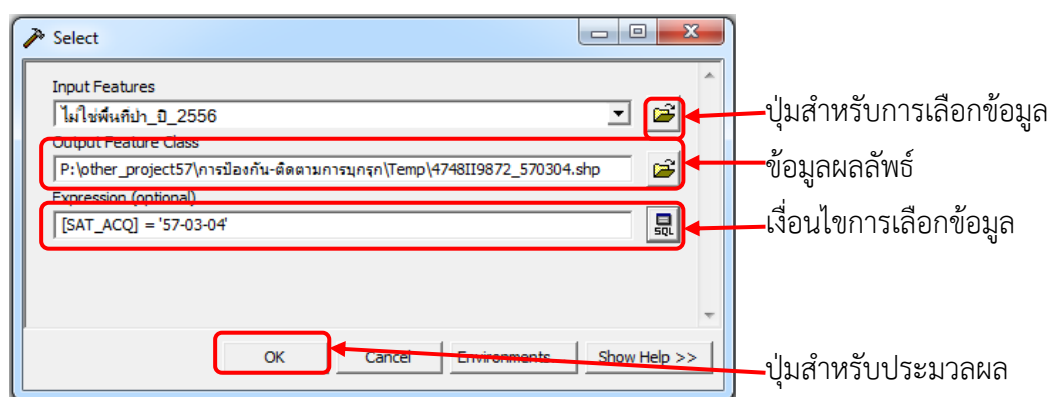 Select
Input Features
ไม่ใช่พื้นที่ป่า_ปี_2556
ปุ่มสำหรับการเลือกข้อมูล
Output Feature Class
P:\other_project57\การป้องกัน-ติดตามการบุกรุก\Temp\4748II9872_570304.shp
ข้อมูลผลลัพธ์
Expression (optional)
[SAT_ACQ] = '57-03-04'
SQL
เงื่อนไขการเลือกข้อมูล
OK
Cancel
Environments...
Show Help >>
ปุ่มสำหรับประมวลผล